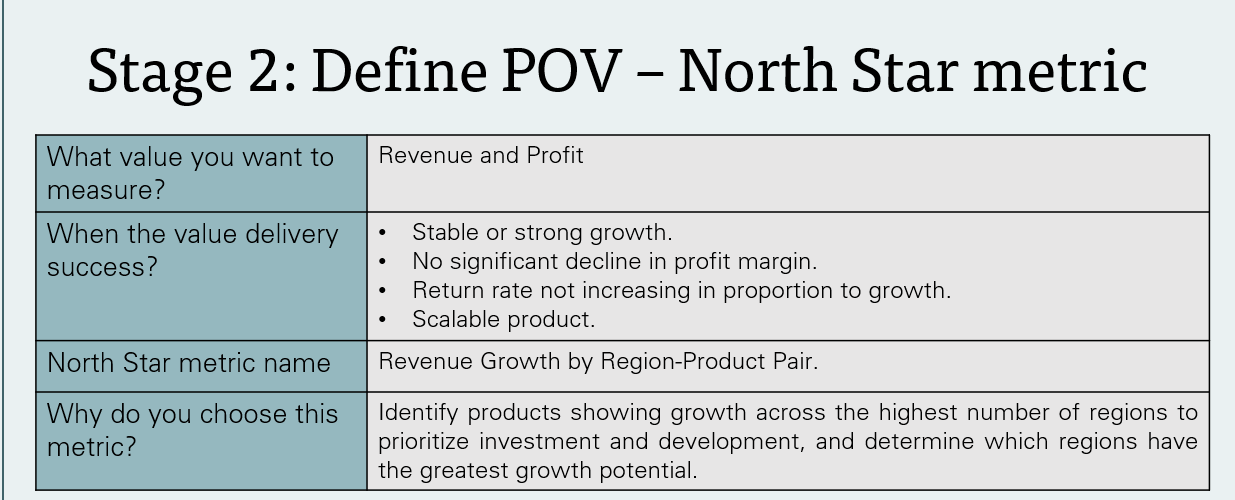 Stage 2: Define POV – North Star metric
What value you want to
measure?
Revenue and Profit
When the value delivery
success?
• Stable or strong growth.
• No significant decline in profit margin.
• Return rate not increasing in proportion to growth.
• Scalable product.
North Star metric name
Revenue Growth by Region-Product Pair.
Why do you choose this
metric?
Identify products showing growth across the highest number of regions to
prioritize investment and development, and determine which regions have
the greatest growth potential.